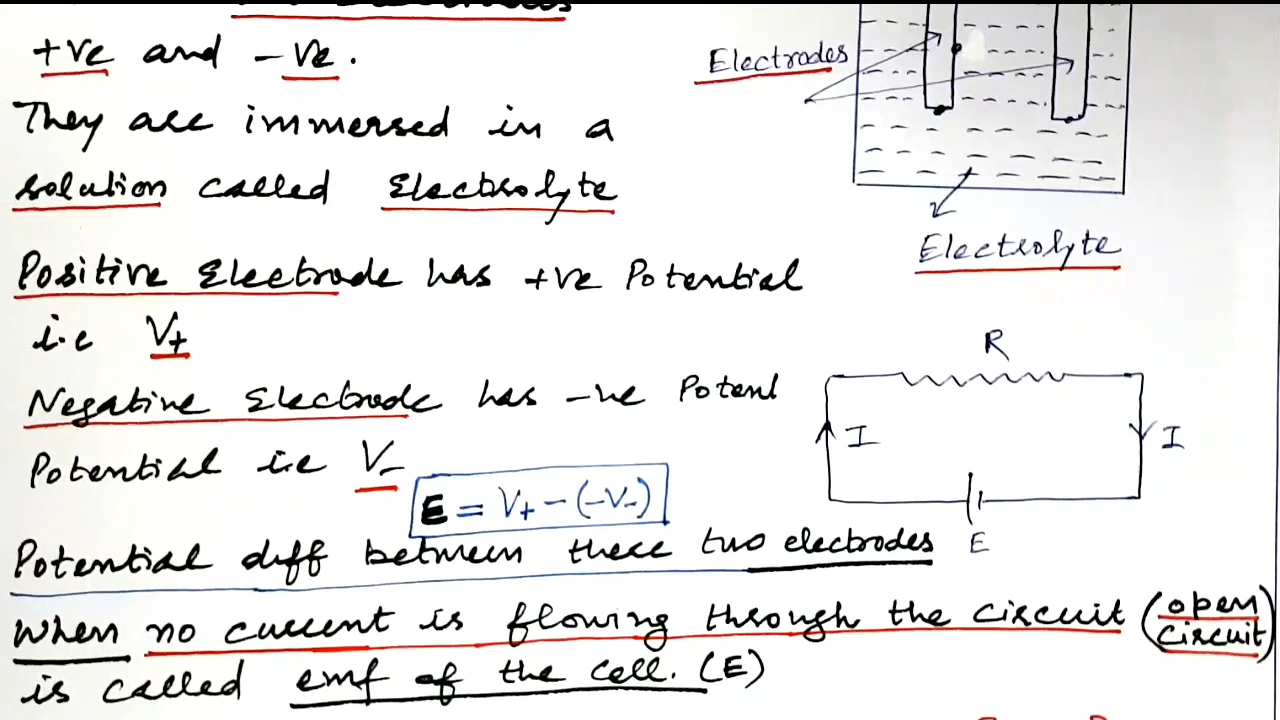 Electrodes
+ve and -ve.
They are immersed in a
solution called Electrolyte
Positive Electrode has +ve Potential
i.e V+
Negative Electrode has -ve Potent
Potential i.e V-
E = V+ - (-V-)
Potential diff between these two electrodes
When no current is flowing through the circuit (open circuit)
is called emf of the cell. (E)
Electrodes
Electrolyte
R
I
I
E